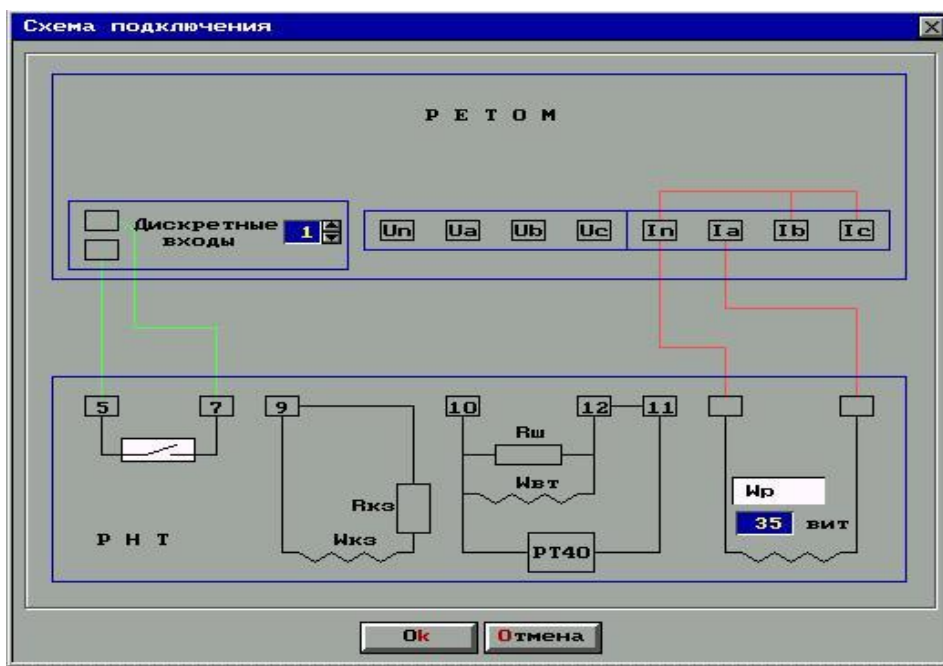 Схема подключения
Р Е Т О М
Дискретные
входы
1
Un Ua Ub Uc In Ia Ib Ic
5 7 9 10 12 11
Rш
Wвт
Rкз
Wкз
РТ40
Wр
35 вит
Р Н Т
Ok Отмена